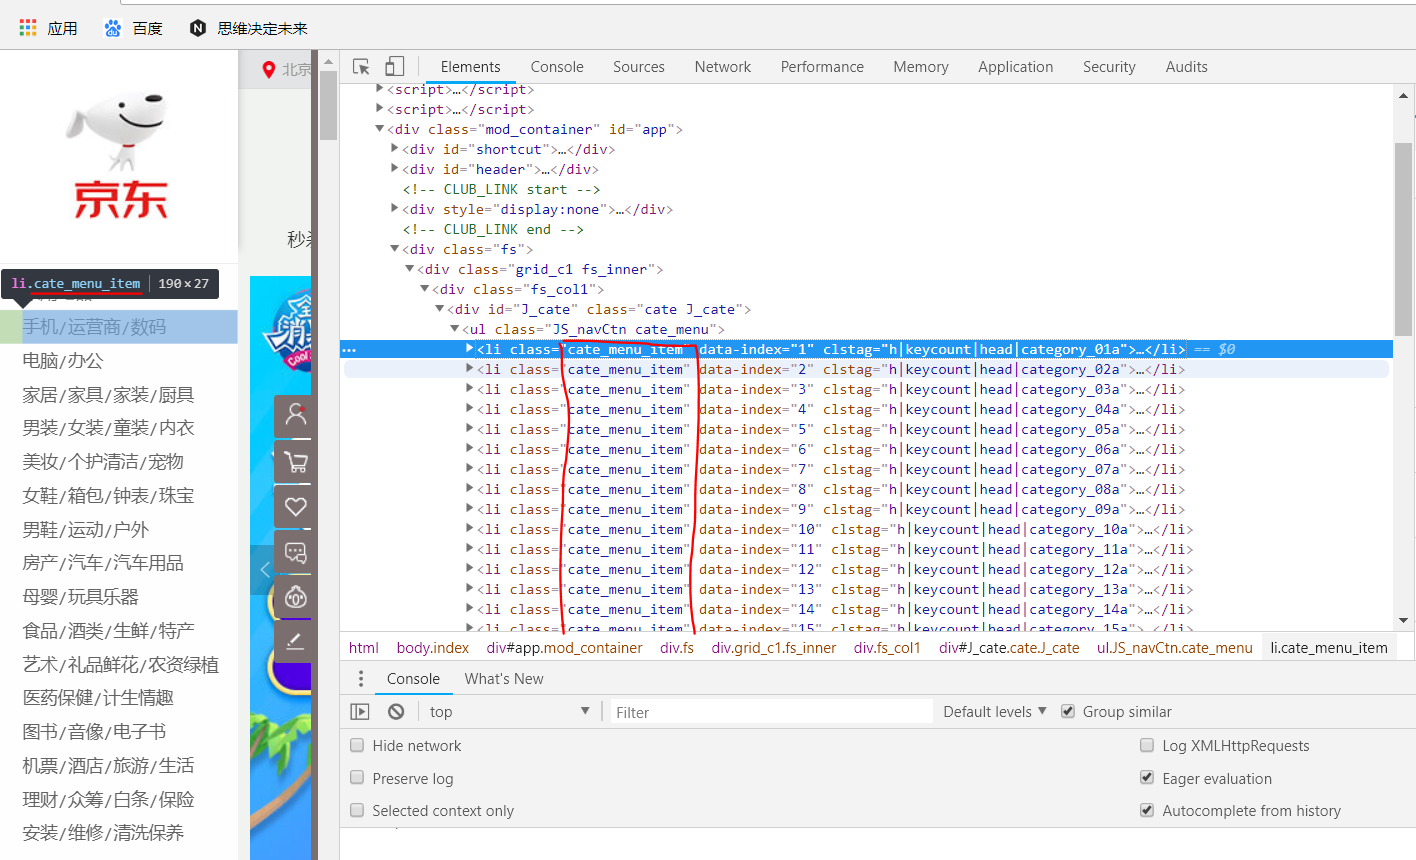 应用
百度
思维决定未来
京东
北京
秒杀
li.cate_menu_item 190×27
手机/运营商/数码
电脑/办公
家居/家具/家装/厨具
男装/女装/童装/内衣
美妆/个护清洁/宠物
女鞋/箱包/钟表/珠宝
男鞋/运动/户外
房产/汽车/汽车用品
母婴/玩具乐器
食品/酒类/生鲜/特产
艺术/礼品鲜花/农资绿植
医药保健/计生情趣
图书/音像/电子书
机票/酒店/旅游/生活
理财/众筹/白条/保险
安装/维修/清洗保养
Elements Console Sources Network Performance Memory Application Security Audits
<script>…</script>
<script>…</script>
<div class="mod_container" id="app">
<div id="shortcut">…</div>
<div id="header">…</div>
<!-- CLUB_LINK start -->
<div style="display:none">…</div>
<!-- CLUB_LINK end -->
<div class="fs">
<div class="grid_c1 fs_inner">
<div class="fs_col1">
<div id="J_cate" class="cate J_cate">
<ul class="JS_navCtn cate_menu">
<li class="cate_menu_item" data-index="1" clstag="h|keycount|head|category_01a">…</li> == $0
<li class="cate_menu_item" data-index="2" clstag="h|keycount|head|category_02a">…</li>
<li class="cate_menu_item" data-index="3" clstag="h|keycount|head|category_03a">…</li>
<li class="cate_menu_item" data-index="4" clstag="h|keycount|head|category_04a">…</li>
<li class="cate_menu_item" data-index="5" clstag="h|keycount|head|category_05a">…</li>
<li class="cate_menu_item" data-index="6" clstag="h|keycount|head|category_06a">…</li>
<li class="cate_menu_item" data-index="7" clstag="h|keycount|head|category_07a">…</li>
<li class="cate_menu_item" data-index="8" clstag="h|keycount|head|category_08a">…</li>
<li class="cate_menu_item" data-index="9" clstag="h|keycount|head|category_09a">…</li>
<li class="cate_menu_item" data-index="10" clstag="h|keycount|head|category_10a">…</li>
<li class="cate_menu_item" data-index="11" clstag="h|keycount|head|category_11a">…</li>
<li class="cate_menu_item" data-index="12" clstag="h|keycount|head|category_12a">…</li>
<li class="cate_menu_item" data-index="13" clstag="h|keycount|head|category_13a">…</li>
<li class="cate_menu_item" data-index="14" clstag="h|keycount|head|category_14a">…</li>
<li class="cate_menu_item" data-index="15" clstag="h|keycount|head|category_15a">…</li>
html body.index div#app.mod_container div.fs div.grid_c1.fs_inner div.fs_col1 div#J_cate.cate.J_cate ul.JS_navCtn.cate_menu li.cate_menu_item
Console What's New
top Filter Default levels Group similar
Hide network Log XMLHttpRequests
Preserve log Eager evaluation
Selected context only Autocomplete from history